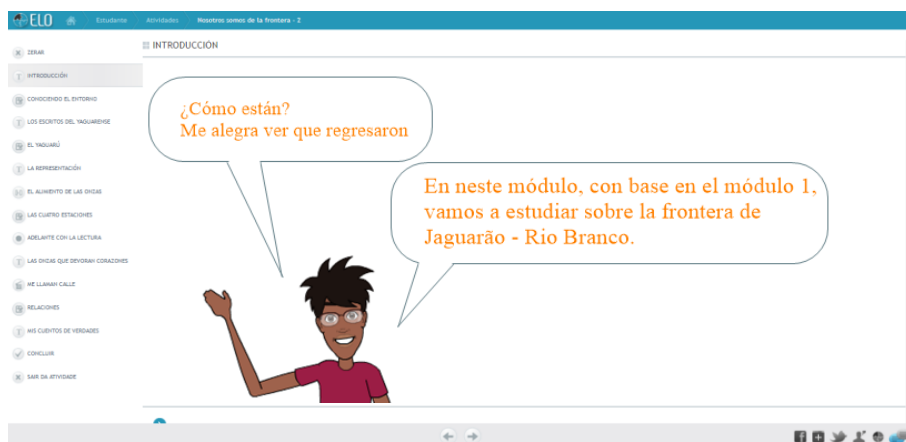 ELO Estudante Atividades Nosotros somos de la frontera - 2
INTRODUCCIÓN
ZERAR
INTRODUCCIÓN
CONOCIENDO EL ENTORNO
LOS ESCRITOS DEL YAGUARENSE
EL YAGUARÚ
LA REPRESENTACIÓN
EL ALIMENTO DE LAS ONZAS
LAS CUATRO ESTACIONES
ADELANTE CON LA LECTURA
LAS ONZAS QUE DEVORAN CORAZONES
ME LLAMAN CALLE
RELACIONES
MIS CUENTOS DE VERDADES
CONCLUIR
SAIR DA ATIVIDADE
¿Cómo están?
Me alegra ver que regresaron
En neste módulo, con base en el módulo 1,
vamos a estudiar sobre la frontera de
Jaguarão - Rio Branco.